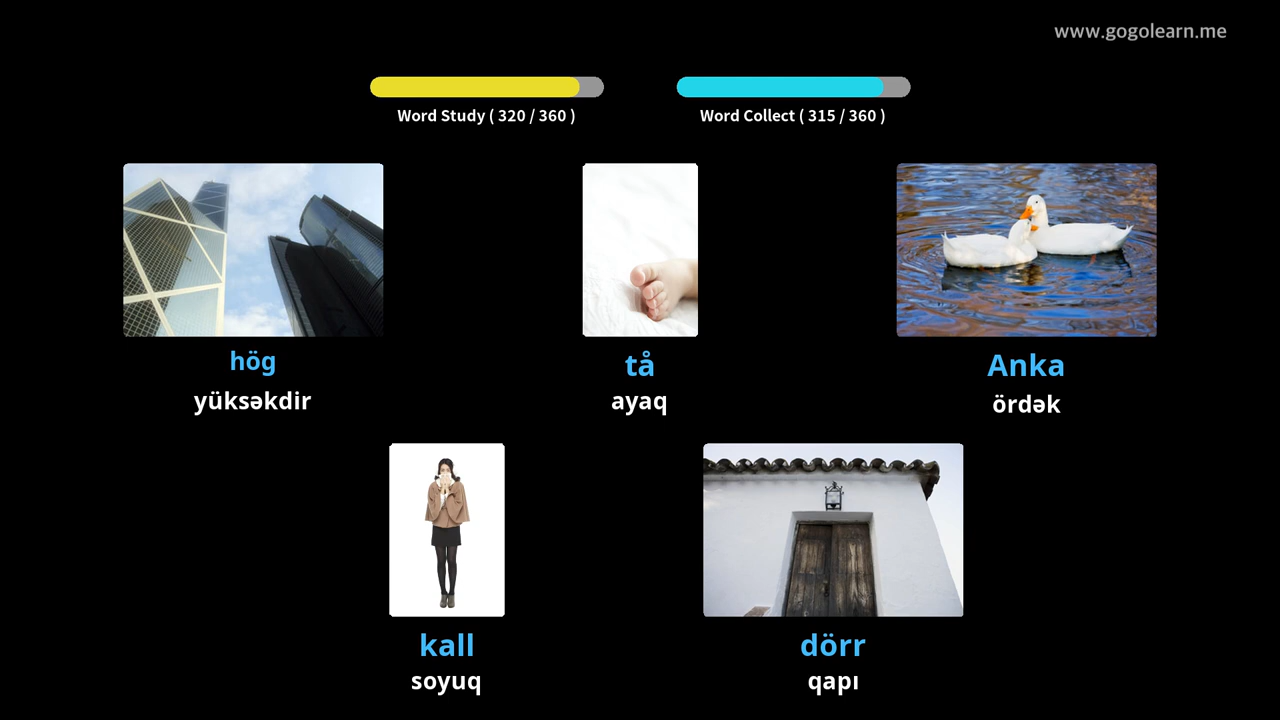 www.gogolearn.me
Word Study ( 320 / 360 )
Word Collect ( 315 / 360 )
hög
yüksəkdir
tå
ayaq
Anka
ördək
kall
soyuq
dörr
qapı